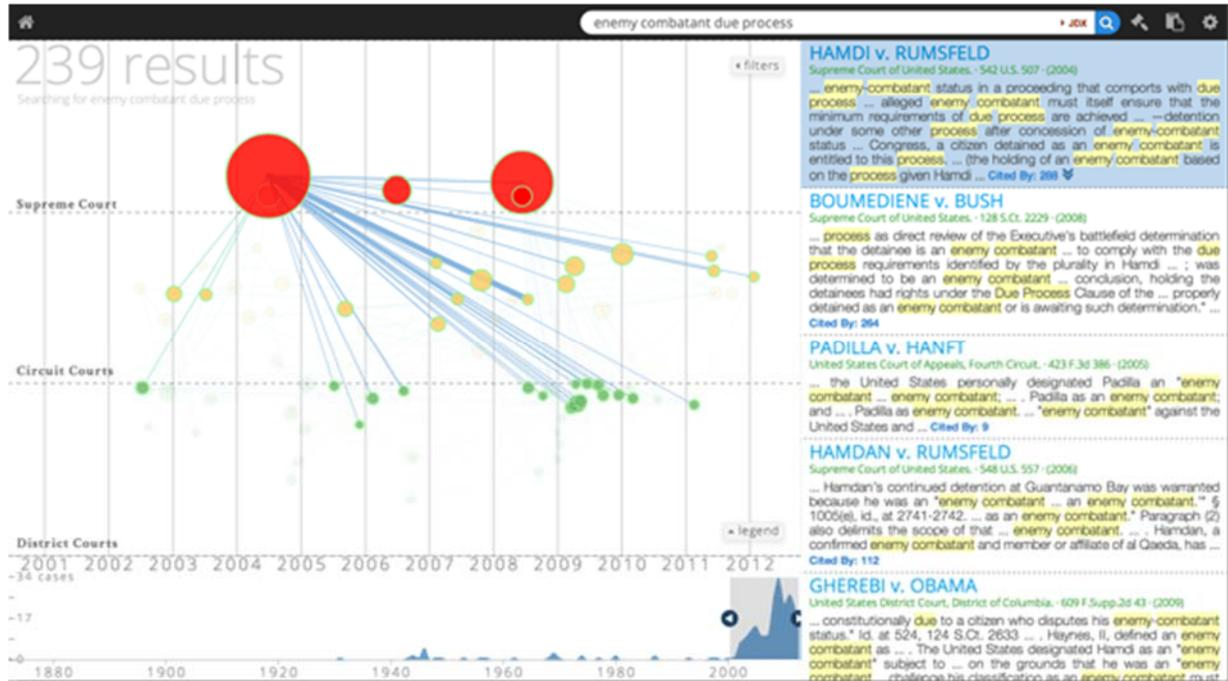 enemy combatant due process
JDX
239 results
Searching for enemy combatant due process
filters
Supreme Court
Circuit Courts
legend
District Courts
2001 2002 2003 2004 2005 2006 2007 2008 2009 2010 2011 2012
34 cases
17
0
1880 1900 1920 1940 1960 1980 2000
HAMDI v. RUMSFELD
Supreme Court of United States. · 542 U.S. 507 · (2004)
... enemy-combatant status in a proceeding that comports with due
process ... alleged enemy combatant must itself ensure that the
minimum requirements of due process are achieved ... —detention
under some other process after concession of enemy-combatant
status ... Congress, a citizen detained as an enemy combatant is
entitled to this process. ... (the holding of an enemy combatant based
on the process given Hamdi ... Cited By: 288
BOUMEDIENE v. BUSH
Supreme Court of United States. · 128 S.Ct. 2229 · (2008)
... process as direct review of the Executive's battlefield determination
that the detainee is an enemy combatant ... to comply with the due
process requirements identified by the plurality in Hamdi ... ; was
determined to be an enemy combatant ... conclusion, holding the
detainees had rights under the Due Process Clause of the ... properly
detained as an enemy combatant or is awaiting such determination." ...
Cited By: 264
PADILLA v. HANFT
United States Court of Appeals, Fourth Circuit. · 423 F.3d 386 · (2005)
... the United States personally designated Padilla an "enemy
combatant ... enemy combatant; ... . Padilla as an enemy combatant;
and ... . Padilla as enemy combatant. ... "enemy combatant" against the
United States and ... Cited By: 9
HAMDAN v. RUMSFELD
Supreme Court of United States. · 548 U.S. 557 · (2006)
... Hamdan's continued detention at Guantanamo Bay was warranted
because he was an "enemy combatant ... an enemy combatant.'" §
1005(e), id., at 2741-2742. ... as an enemy combatant." Paragraph (2)
also delimits the scope of that ... enemy combatant. ... . Hamdan, a
confirmed enemy combatant and member or affiliate of al Qaeda, has ...
Cited By: 112
GHEREBI v. OBAMA
United States District Court, District of Columbia. · 609 F.Supp.2d 43 · (2009)
... constitutionally due to a citizen who disputes his enemy-combatant
status." Id. at 524, 124 S.Ct. 2633 ... . Haynes, II, defined an enemy
combatant as ... . The United States designated Hamdi as an "enemy
combatant" subject to ... on the grounds that he was an "enemy
combatant ... challenge his classification as an enemy combatant must